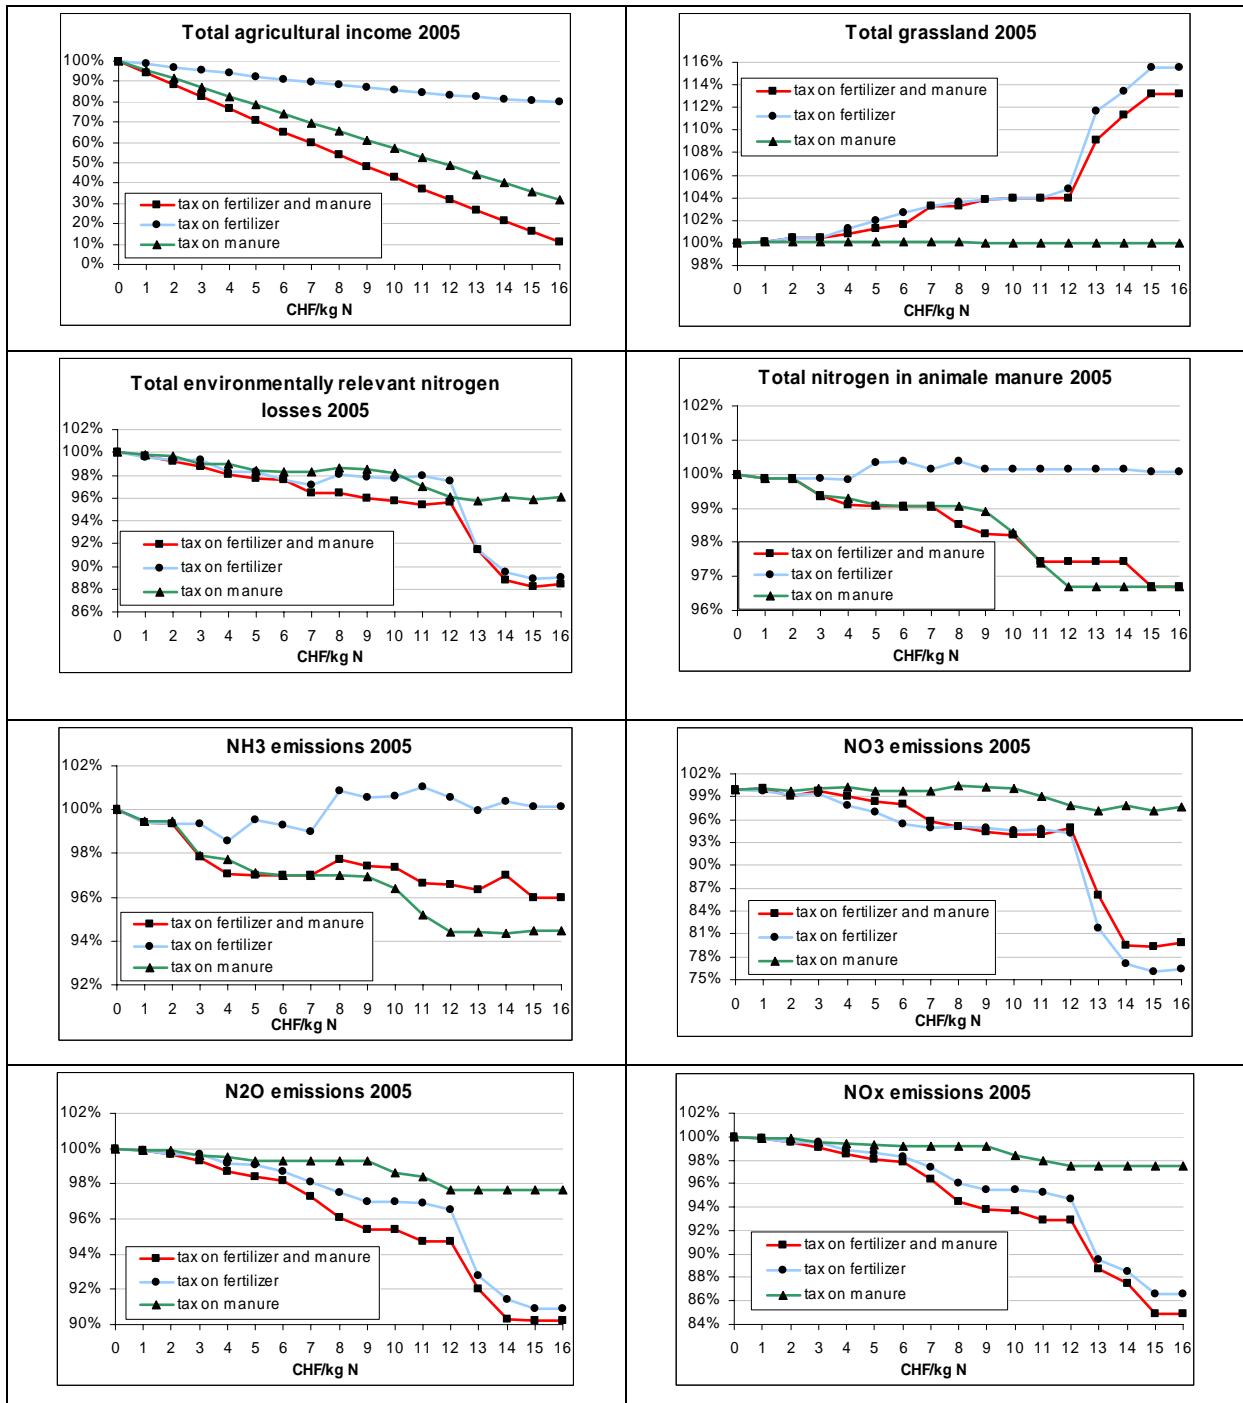 Total agricultural income 2005
100%
90%
80%
70%
60%
50%
40%
30%
20%
10%
0%
tax on fertilizer and manure
tax on fertilizer
tax on manure
0 1 2 3 4 5 6 7 8 9 10 11 12 13 14 15 16
CHF/kg N
Total grassland 2005
116%
114%
112%
110%
108%
106%
104%
102%
100%
98%
tax on fertilizer and manure
tax on fertilizer
tax on manure
0 1 2 3 4 5 6 7 8 9 10 11 12 13 14 15 16
CHF/kg N
Total environmentally relevant nitrogen
losses 2005
102%
100%
98%
96%
94%
92%
90%
88%
86%
tax on fertilizer and manure
tax on fertilizer
tax on manure
0 1 2 3 4 5 6 7 8 9 10 11 12 13 14 15 16
CHF/kg N
Total nitrogen in animale manure 2005
102%
101%
100%
99%
98%
97%
96%
tax on fertilizer and manure
tax on fertilizer
tax on manure
0 1 2 3 4 5 6 7 8 9 10 11 12 13 14 15 16
CHF/kg N
NH3 emissions 2005
102%
100%
98%
96%
94%
92%
tax on fertilizer and manure
tax on fertilizer
tax on manure
0 1 2 3 4 5 6 7 8 9 10 11 12 13 14 15 16
CHF/kg N
NO3 emissions 2005
102%
99%
96%
93%
90%
87%
84%
81%
78%
75%
tax on fertilizer and manure
tax on fertilizer
tax on manure
0 1 2 3 4 5 6 7 8 9 10 11 12 13 14 15 16
CHF/kg N
N2O emissions 2005
102%
100%
98%
96%
94%
92%
90%
tax on fertilizer and manure
tax on fertilizer
tax on manure
0 1 2 3 4 5 6 7 8 9 10 11 12 13 14 15 16
CHF/kg N
NOx emissions 2005
102%
100%
98%
96%
94%
92%
90%
88%
86%
84%
tax on fertilizer and manure
tax on fertilizer
tax on manure
0 1 2 3 4 5 6 7 8 9 10 11 12 13 14 15 16
CHF/kg N